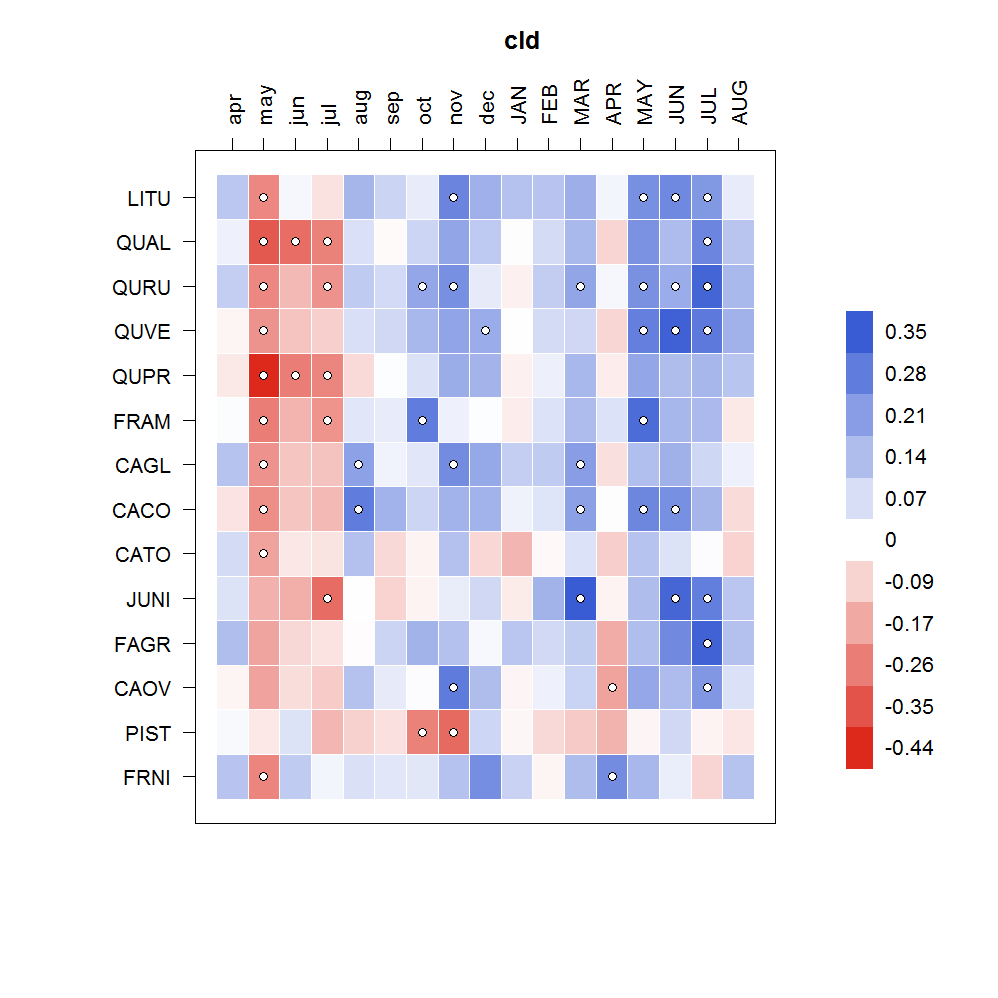 cld
apr may jun jul aug sep oct nov dec JAN FEB MAR APR MAY JUN JUL AUG
LITU
QUAL
QURU
QUVE
QUPR
FRAM
CAGL
CACO
CATO
JUNI
FAGR
CAOV
PIST
FRNI
0.35
0.28
0.21
0.14
0.07
0
-0.09
-0.17
-0.26
-0.35
-0.44